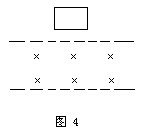 × × ×
× × ×
图 4